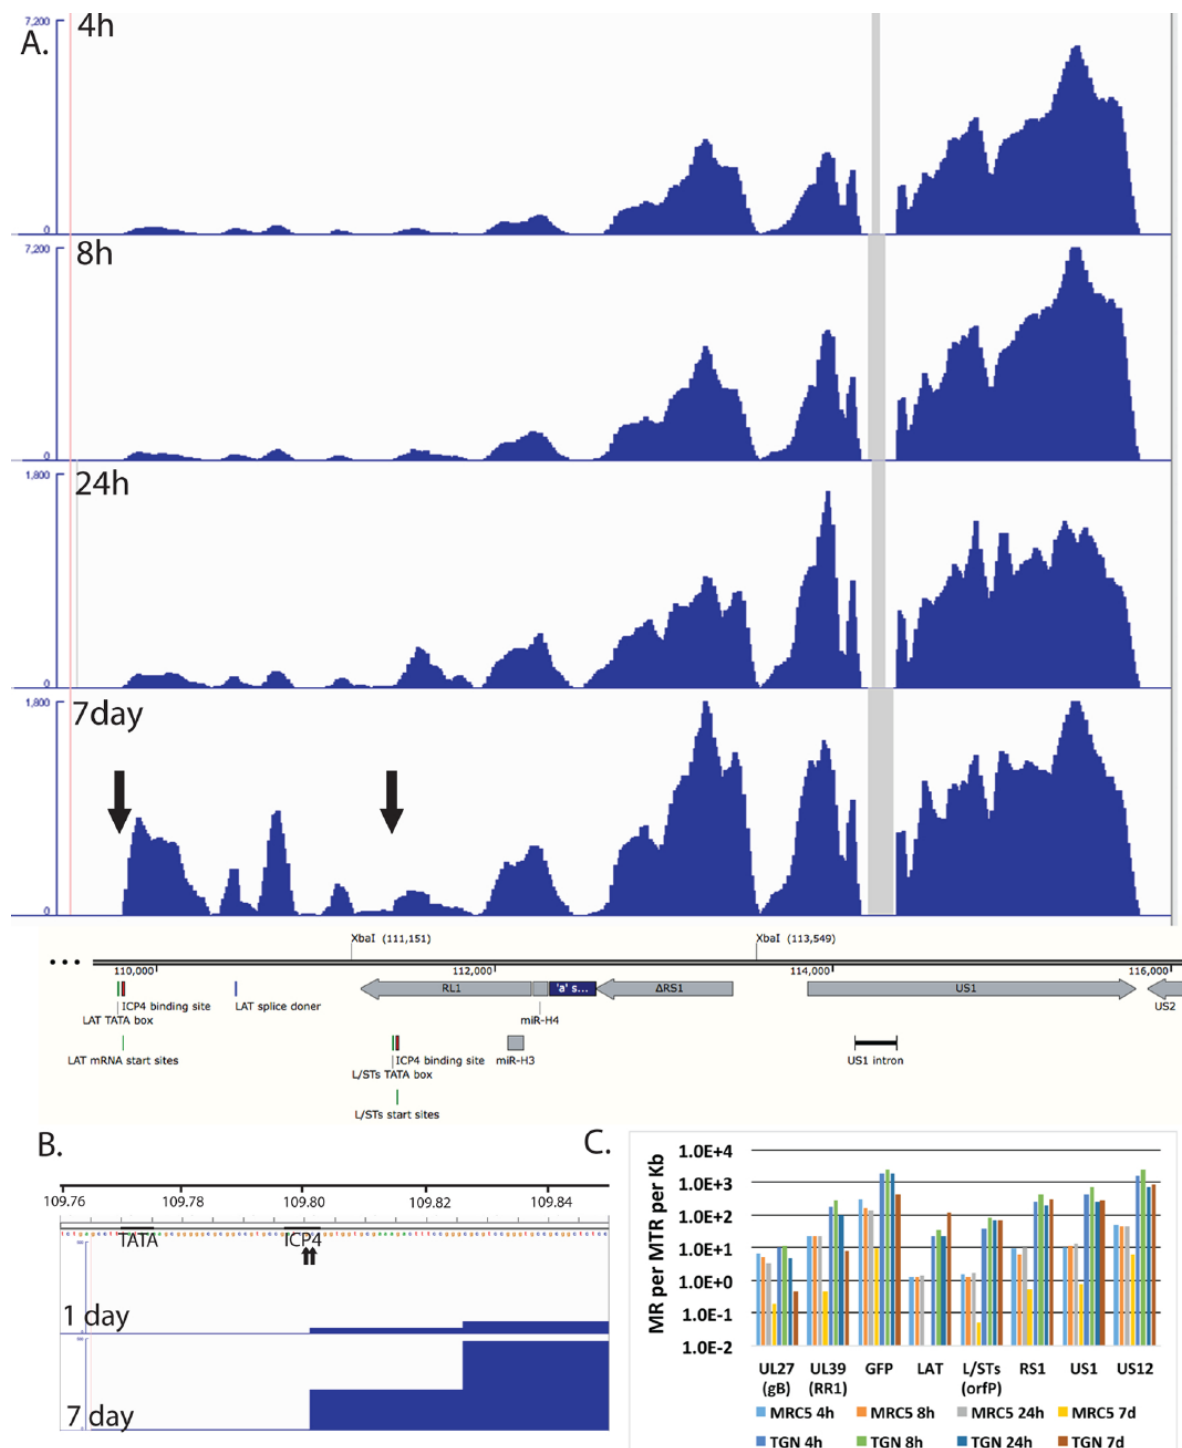 A.
4h
7,200
0
8h
7,200
0
24h
1,800
0
7day
1,800
0
XbaI (111,151)
XbaI (113,549)
110,000
112,000
114,000
116,000
RL1
'a' s...
ΔRS1
US1
US2
ICP4 binding site
LAT splice doner
LAT TATA box
miR-H4
LAT mRNA start sites
ICP4 binding site
miR-H3
US1 intron
L/STs TATA box
L/STs start sites
B.
109.76
109.78
109.80
109.82
109.84
TATA
ICP4
1 day
7 day
C.
MR per MTR per Kb
1.0E+4
1.0E+3
1.0E+2
1.0E+1
1.0E+0
1.0E-1
1.0E-2
UL27 (gB)
UL39 (RR1)
GFP
LAT
L/STs (orfP)
RS1
US1
US12
MRC5 4h
MRC5 8h
MRC5 24h
MRC5 7d
TGN 4h
TGN 8h
TGN 24h
TGN 7d